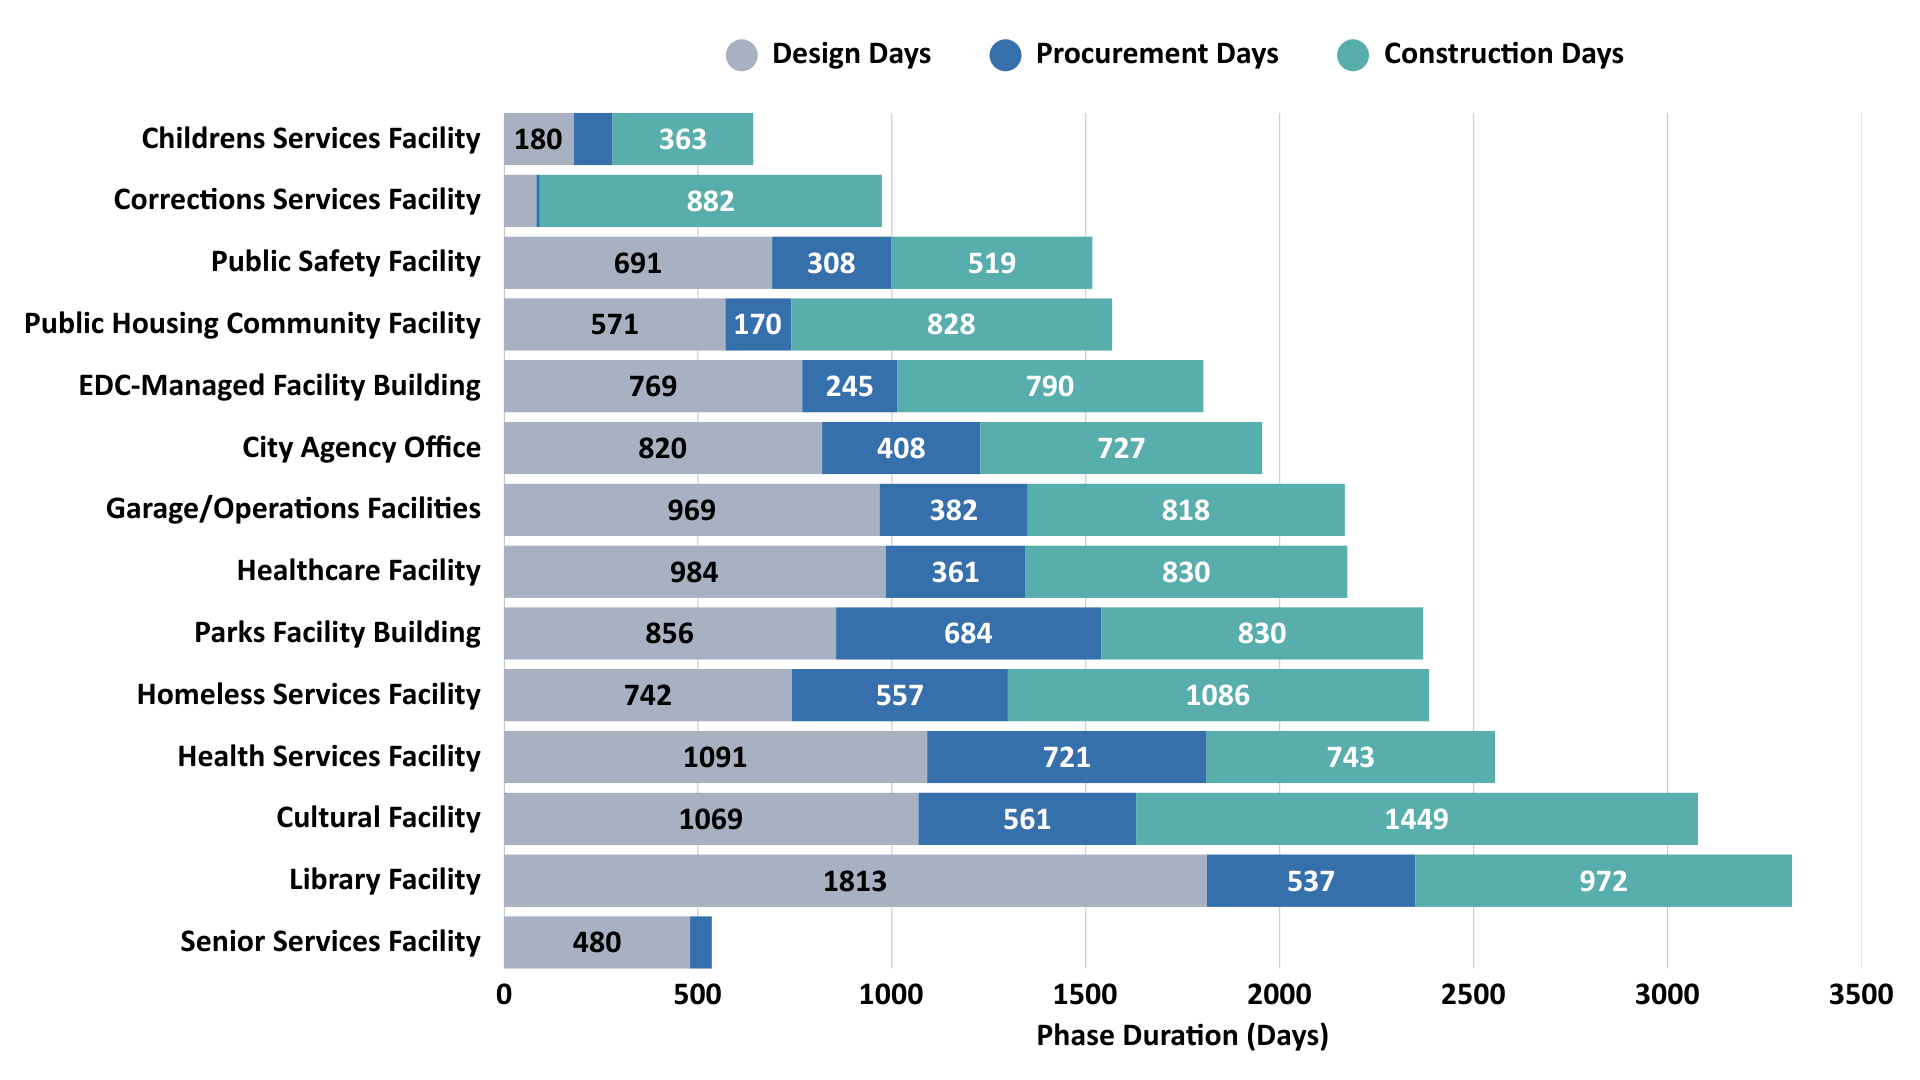 Design Days Procurement Days Construction Days
Childrens Services Facility 180 363
Corrections Services Facility 882
Public Safety Facility 691 308 519
Public Housing Community Facility 571 170 828
EDC-Managed Facility Building 769 245 790
City Agency Office 820 408 727
Garage/Operations Facilities 969 382 818
Healthcare Facility 984 361 830
Parks Facility Building 856 684 830
Homeless Services Facility 742 557 1086
Health Services Facility 1091 721 743
Cultural Facility 1069 561 1449
Library Facility 1813 537 972
Senior Services Facility 480
0 500 1000 1500 2000 2500 3000 3500
Phase Duration (Days)